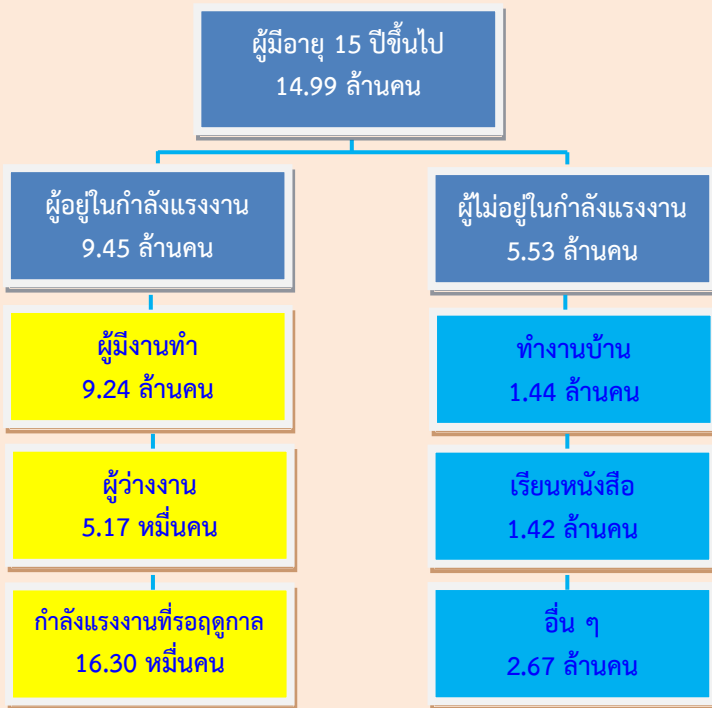 ผู้มีอายุ 15 ปีขึ้นไป
14.99 ล้านคน
ผู้อยู่ในกำลังแรงงาน
9.45 ล้านคน
ผู้ไม่อยู่ในกำลังแรงงาน
5.53 ล้านคน
ผู้มีงานทำ
9.24 ล้านคน
ทำงานบ้าน
1.44 ล้านคน
ผู้ว่างงาน
5.17 หมื่นคน
เรียนหนังสือ
1.42 ล้านคน
กำลังแรงงานที่รอฤดูกาล
16.30 หมื่นคน
อื่น ๆ
2.67 ล้านคน